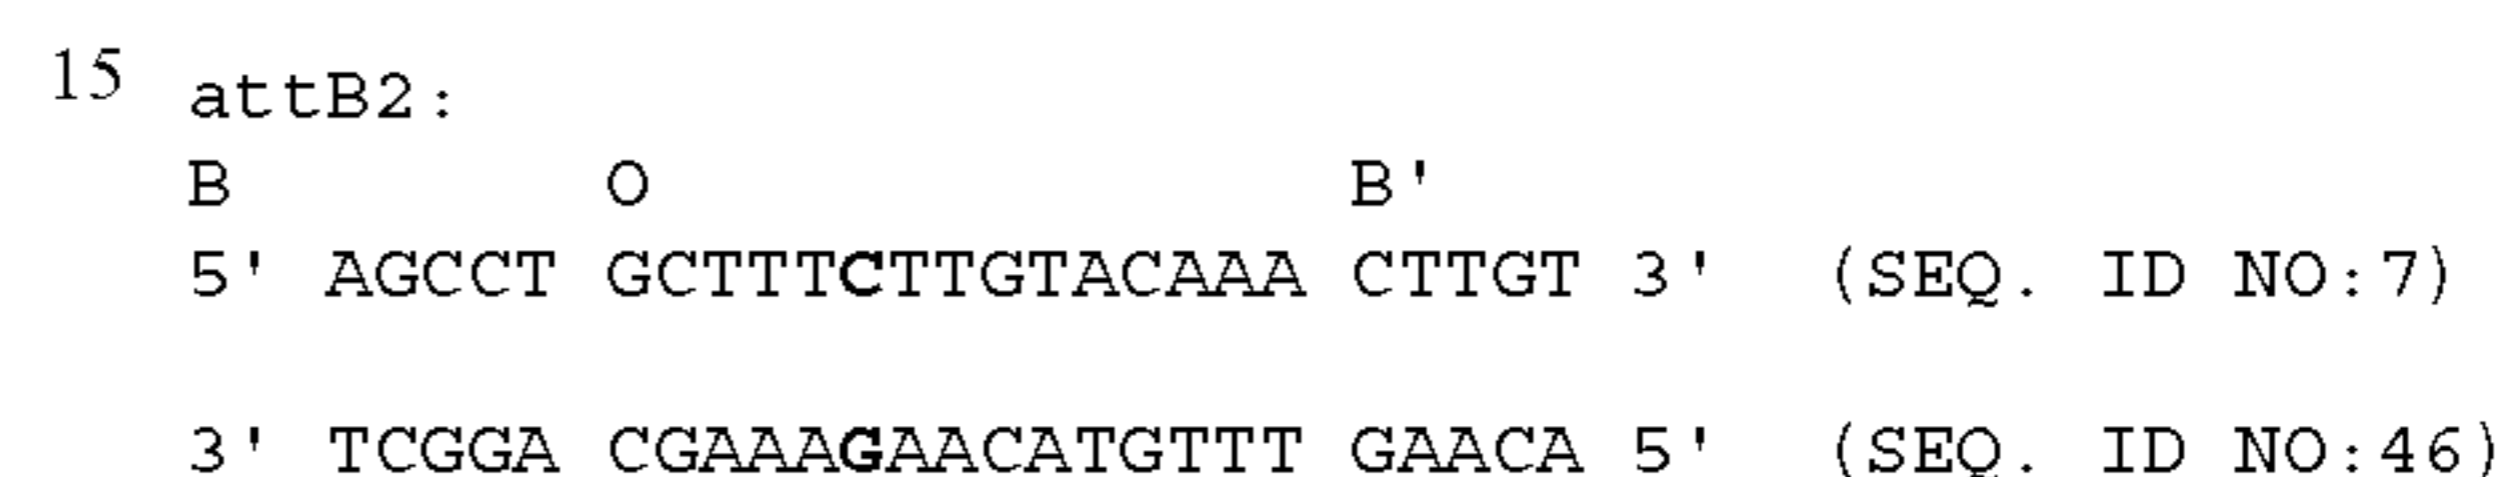 15 attB2:
B O B'
5' AGCCT GCTTTCTTGTACAAA CTTGT 3' (SEQ. ID NO:7)
3' TCGGA CGAAAGAACATGTTT GAACA 5' (SEQ. ID NO:46)